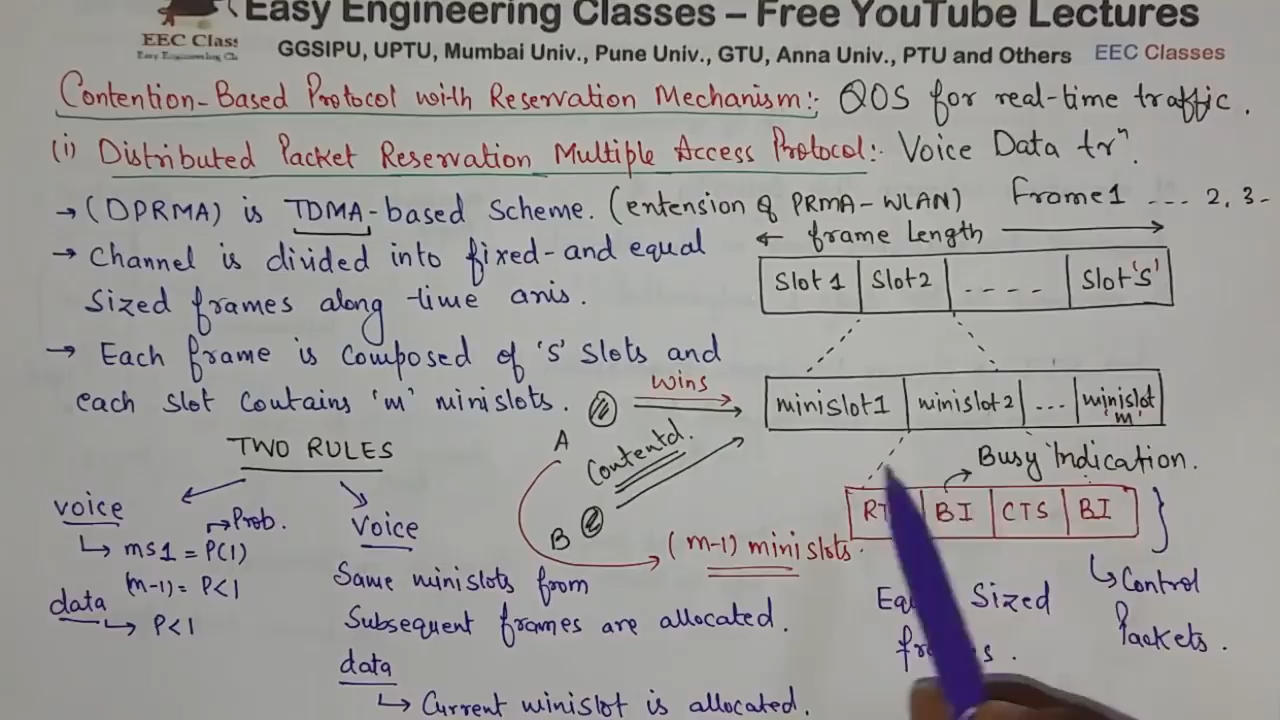 Easy Engineering Classes – Free YouTube Lectures
EEC Class
GGSIPU, UPTU, Mumbai Univ., Pune Univ., GTU, Anna Univ., PTU and Others EEC Classes
Contention-Based Protocol with Reservation Mechanism:- QOS for real-time traffic.
(i) Distributed Packet Reservation Multiple Access Protocol:- Voice Data trⁿ.
→ (DPRMA) is TDMA-based Scheme. (extension of PRMA-WLAN) Frame1 --- 2, 3-
← frame Length →
→ Channel is divided into fixed-and equal
Sized frames along time axis.
Slot 1 Slot2 ---- Slot 'S'
→ Each frame is composed of 'S' Slots and
each slot contains 'm' minislots.
wins
minislot1 minislot2 ... minislot 'm'
A
Contentd.
B
(m-1) mini slots.
Busy Indication.
BI CTS BI
Control
Packets.
Sized
TWO RULES
voice
→Prob.
↳ ms1 = P(1)
(m-1) = P<1
data
↳ P<1
Voice
Same minislots from
Subsequent frames are allocated.
data
↳ Current minislot is allocated.